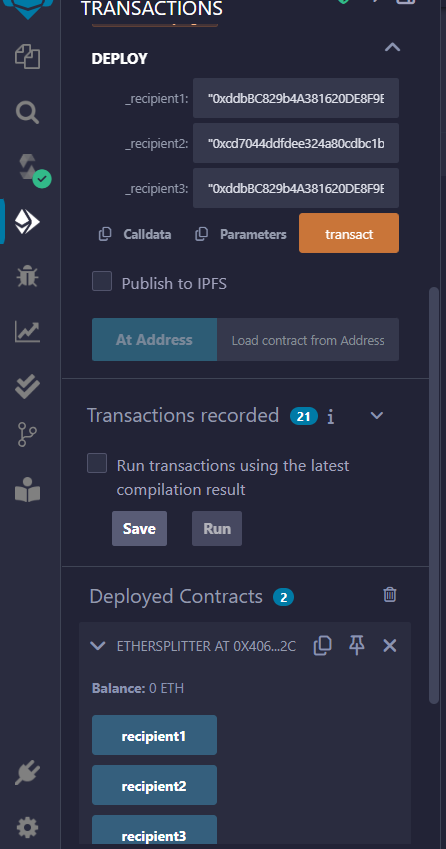 TRANSACTIONS
DEPLOY
_recipient1: "0xddbBC829b4A381620DE8F9E
_recipient2: "0xcd7044ddfdee324a80cdbc1b
_recipient3: "0xddbBC829b4A381620DE8F9E
Calldata Parameters transact
Publish to IPFS
At Address Load contract from Address
Transactions recorded 21 i
Run transactions using the latest
compilation result
Save Run
Deployed Contracts 2
ETHERSPLITTER AT 0X406...2C
Balance: 0 ETH
recipient1
recipient2
recipient3